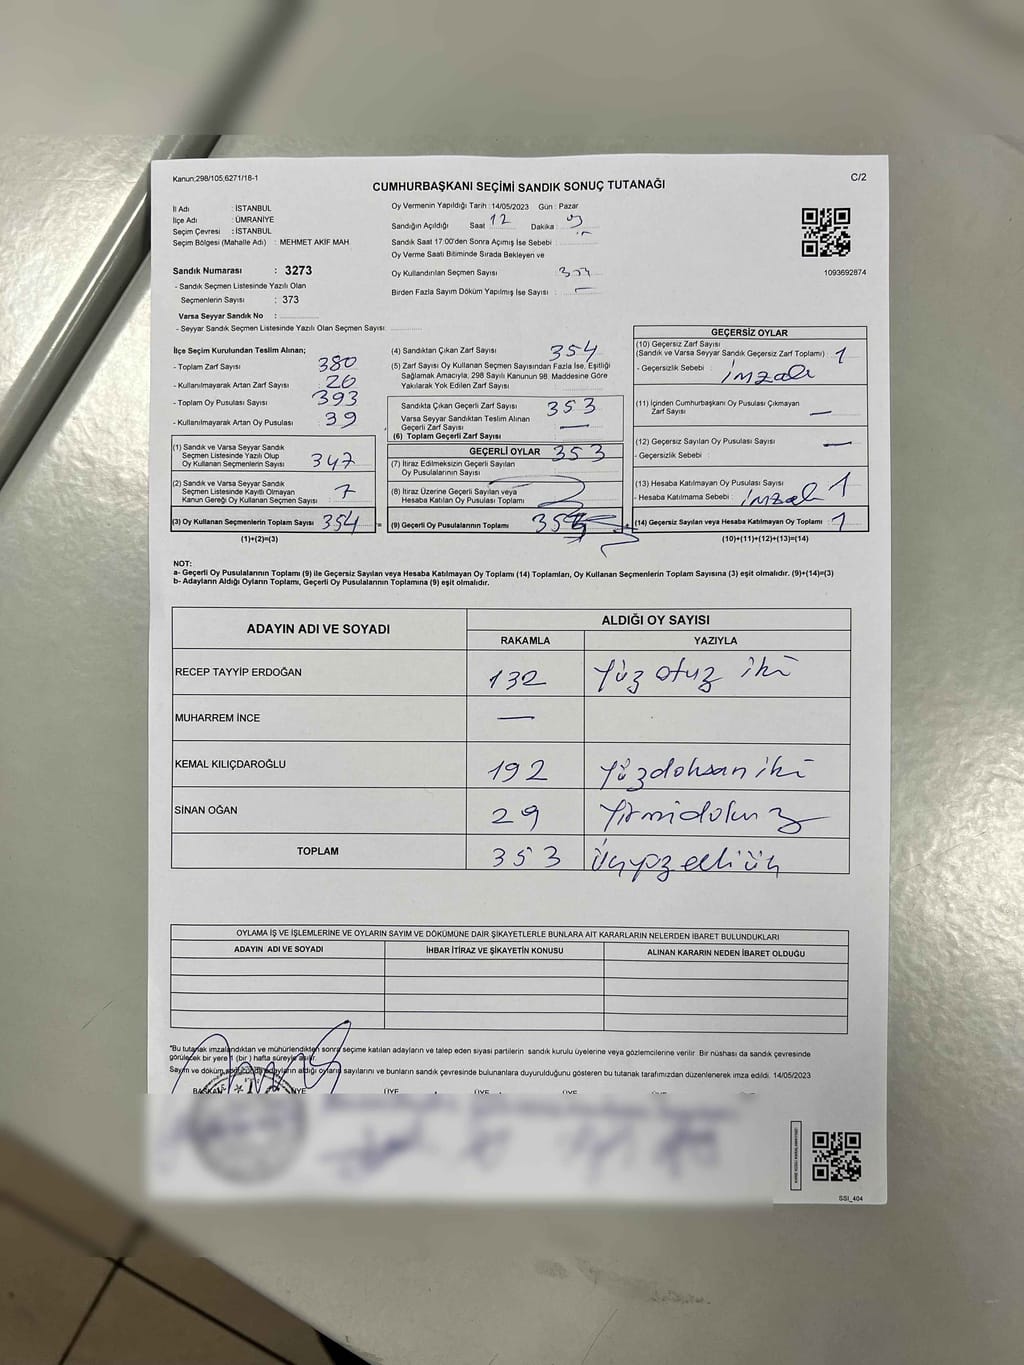 Kanun;298/105,6271/18-1
C/2
CUMHURBAŞKANI SEÇİMİ SANDIK SONUÇ TUTANAĞI
İl Adı : İSTANBUL
İlçe Adı : ÜMRANİYE
Seçim Çevresi : İSTANBUL
Seçim Bölgesi (Mahalle Adı) : MEHMET AKİF MAH.
Sandık Numarası : 3273
- Sandık Seçmen Listesinde Yazılı Olan
Seçmenlerin Sayısı : 373
Varsa Seyyar Sandık No :
- Seyyar Sandık Seçmen Listesinde Yazılı Olan Seçmen Sayısı:
Oy Vermenin Yapıldığı Tarih : 14/05/2023 Gün : Pazar
Sandığın Açıldığı Saat 12 Dakika :
Sandık Saat 17:00'den Sonra Açımış İse Sebebi :
Oy Verme Saati Bitiminde Sırada Bekleyen ve
Oy Kullandırılan Seçmen Sayısı :
Birden Fazla Sayım Döküm Yapılmış İse Sayısı : —
1093692874
İlçe Seçim Kurulundan Teslim Alınan;
- Toplam Zarf Sayısı : 380
- Kullanılmayarak Artan Zarf Sayısı : 26
- Toplam Oy Pusulası Sayısı : 393
- Kullanılmayarak Artan Oy Pusulası : 39
(1) Sandık ve Varsa Seyyar Sandık
Seçmen Listesinde Yazılı Olup
Oy Kullanan Seçmenlerin Sayısı : 347
(2) Sandık ve Varsa Seyyar Sandık
Seçmen Listesinde Kayıtlı Olmayan
Kanun Gereği Oy Kullanan Seçmen Sayısı : 7
(3) Oy Kullanan Seçmenlerin Toplam Sayısı : 354 =
(1)+(2)=(3)
(4) Sandıktan Çıkan Zarf Sayısı : 354
(5) Zarf Sayısı Oy Kullanan Seçmen Sayısından Fazla İse, Eşitliği
Sağlamak Amacıyla, 298 Sayılı Kanunun 98. Maddesine Göre
Yakılarak Yok Edilen Zarf Sayısı :
Sandıkta Çıkan Geçerli Zarf Sayısı : 353
Varsa Seyyar Sandıktan Teslim Alınan
Geçerli Zarf Sayısı : —
(6) Toplam Geçerli Zarf Sayısı : 353
GEÇERLİ OYLAR
(7) İtiraz Edilmeksizin Geçerli Sayılan
Oy Pusulalarının Sayısı :
(8) İtiraz Üzerine Geçerli Sayılan veya
Hesaba Katılan Oy Pusulası Toplamı :
(9) Geçerli Oy Pusulalarının Toplamı :
GEÇERSİZ OYLAR
(10) Geçersiz Zarf Sayısı
(Sandık ve Varsa Seyyar Sandık Geçersiz Zarf Toplamı) : 1
- Geçersizlik Sebebi : imzalı
(11) İçinden Cumhurbaşkanı Oy Pusulası Çıkmayan
Zarf Sayısı : —
(12) Geçersiz Sayılan Oy Pusulası Sayısı : —
- Geçersizlik Sebebi :
(13) Hesaba Katılmayan Oy Pusulası Sayısı : 1
- Hesaba Katılmama Sebebi : imzalı
(14) Geçersiz Sayılan veya Hesaba Katılmayan Oy Toplamı : 1
(10)+(11)+(12)+(13)=(14)
NOT:
a- Geçerli Oy Pusulalarının Toplamı (9) ile Geçersiz Sayılan veya Hesaba Katılmayan Oy Toplamı (14) Toplamları, Oy Kullanan Seçmenlerin Toplam Sayısına (3) eşit olmalıdır. (9)+(14)=(3)
b- Adayların Aldığı Oyların Toplamı, Geçerli Oy Pusulalarının Toplamına (9) eşit olmalıdır.
ADAYIN ADI VE SOYADI ALDIĞI OY SAYISI
RAKAMLA YAZIYLA
RECEP TAYYİP ERDOĞAN 132 Yüz otuz iki
MUHARREM İNCE —
KEMAL KILIÇDAROĞLU 192 Yüzdoksan iki
SİNAN OĞAN 29 Yirmidokuz
TOPLAM 353 Üçyüz elli üç
OYLAMA İŞ VE İŞLEMLERİNE VE OYLARIN SAYIM VE DÖKÜMÜNE DAİR ŞİKAYETLERLE BUNLARA AİT KARARLARIN NELERDEN İBARET BULUNDUKLARI
ADAYIN ADI VE SOYADI İHBAR İTİRAZ VE ŞİKAYETİN KONUSU ALINAN KARARIN NEDEN İBARET OLDUĞU
"Bu tutanak imzalandıktan ve mühürlendikten sonra seçime katılan adayların ve talep eden siyasi partilerin sandık kurulu üyelerine veya gözlemcilerine verilir. Bir nüshası da sandık çevresinde
görülecek bir yere 1 (bir) hafta süreyle asılır.
Sayım ve döküm adayların aldığı oyların sayılarını ve bunların sandık çevresinde bulunanlara duyurulduğunu gösteren bu tutanak tarafımızdan düzenlenerek imza edildi. 14/05/2023
BAŞKAN ÜYE ÜYE ÜYE ÜYE ÜYE ÜYE
SSI_404